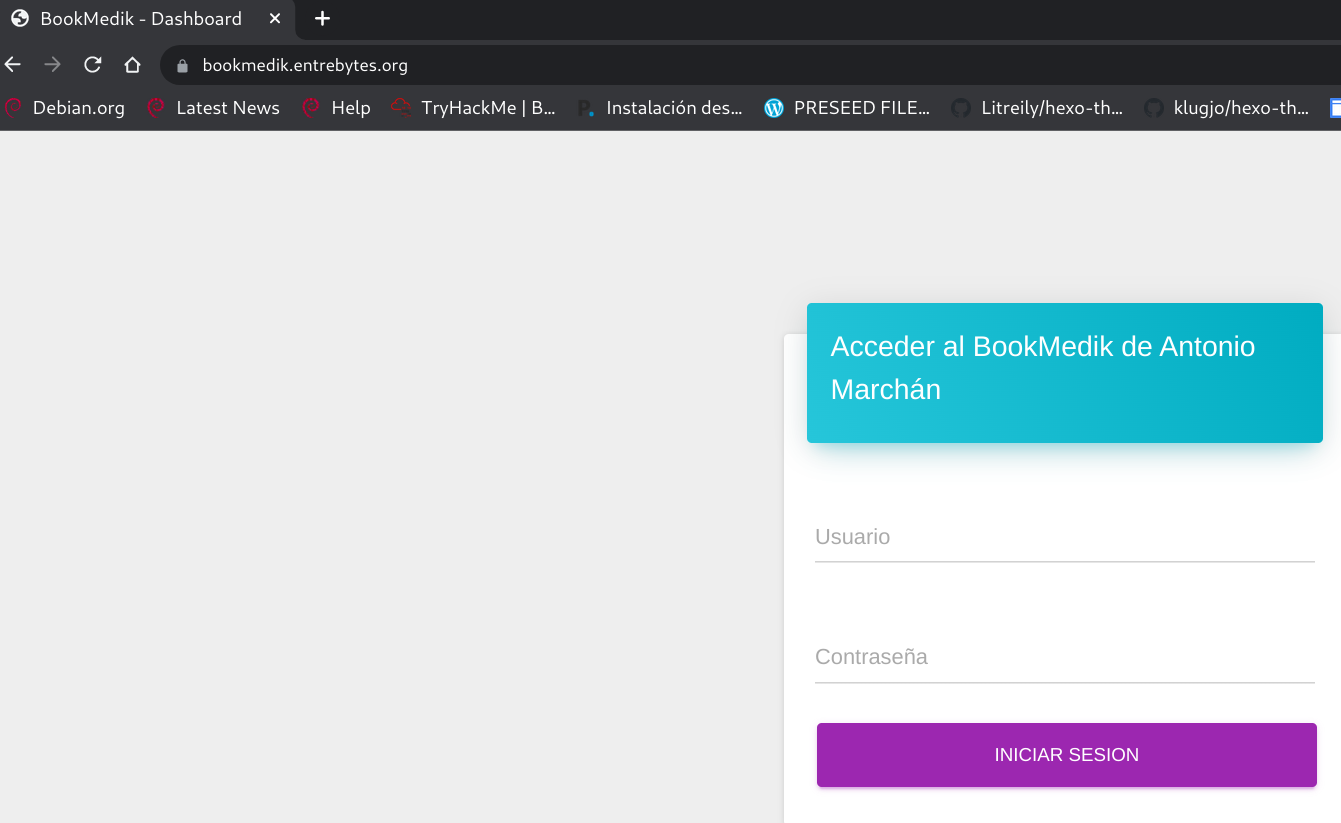 BookMedik - Dashboard
bookmedik.entrebytes.org
Debian.org Latest News Help TryHackMe | B... Instalación des... PRESEED FILE... Litreily/hexo-th... klugjo/hexo-th...
Acceder al BookMedik de Antonio
Marchán
Usuario
Contraseña
INICIAR SESION